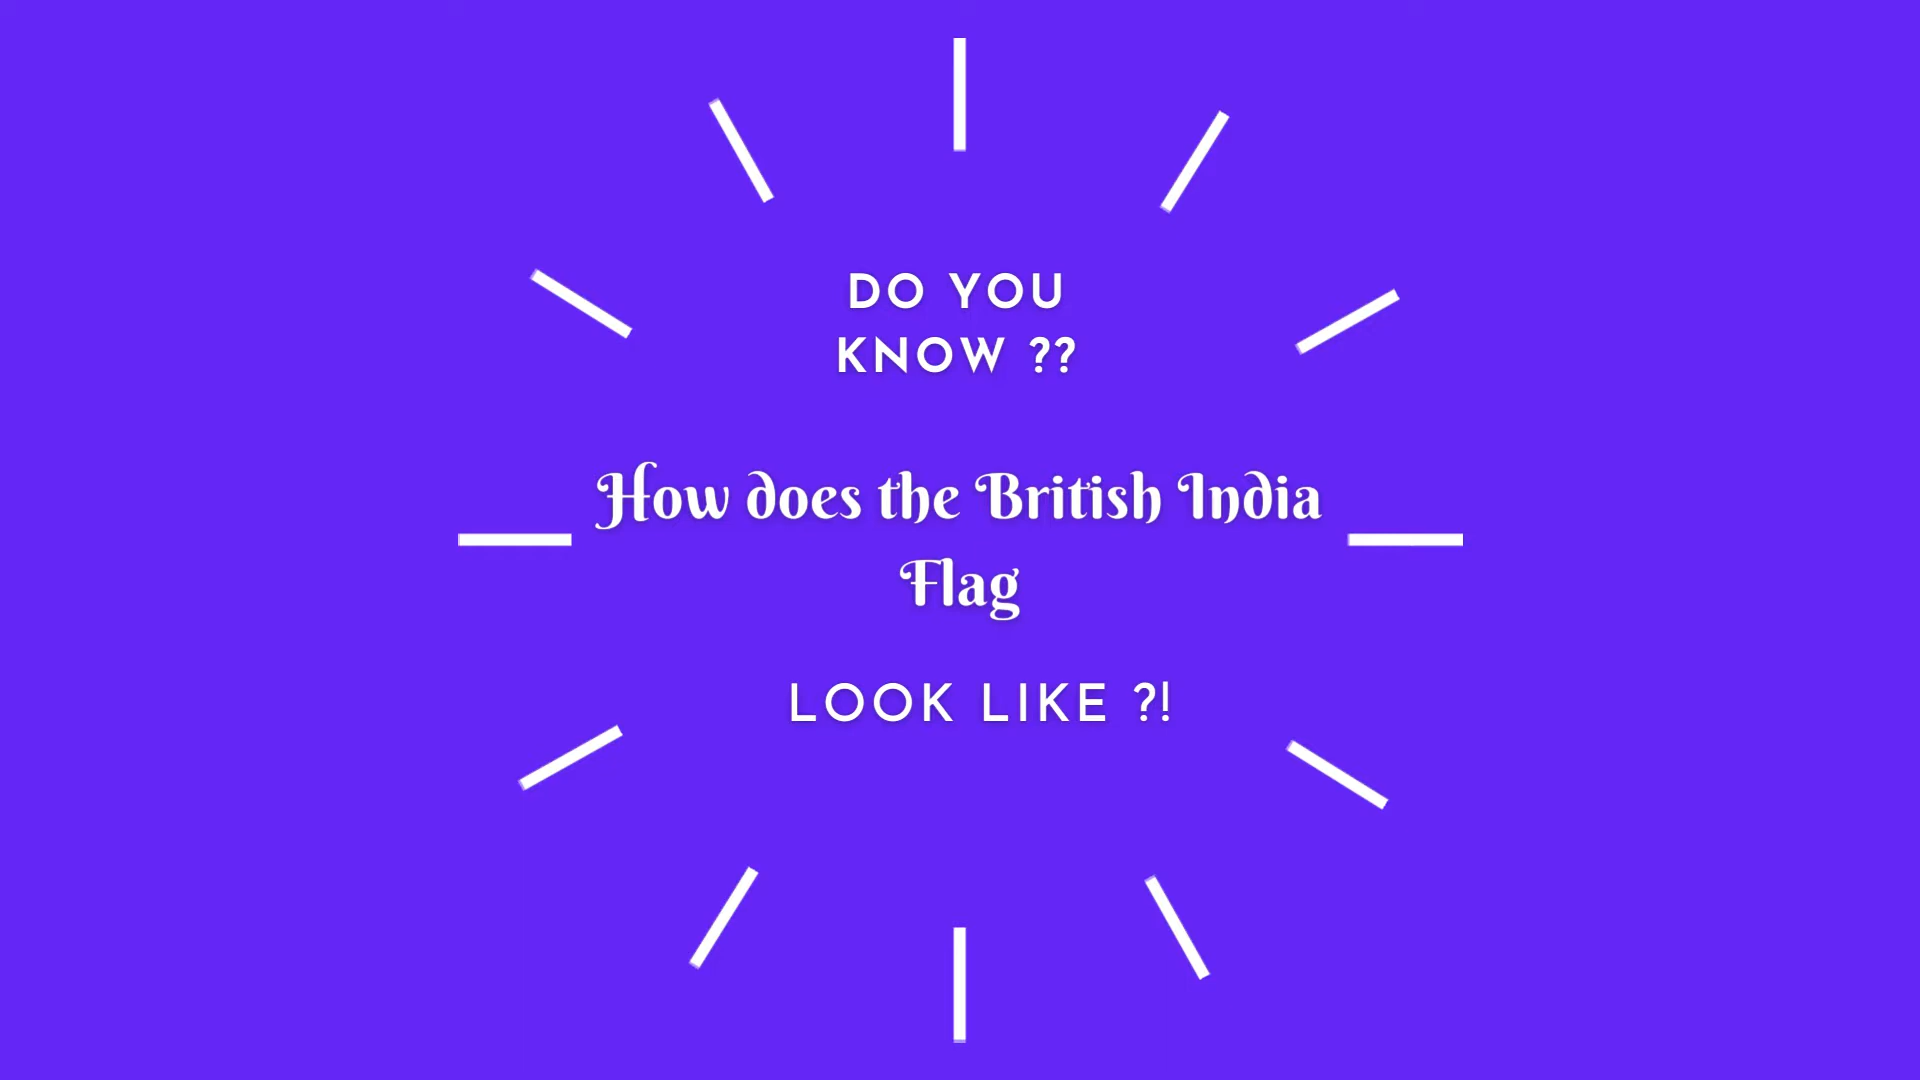 DO YOU
KNOW ??
How does the British India
Flag
LOOK LIKE ?!